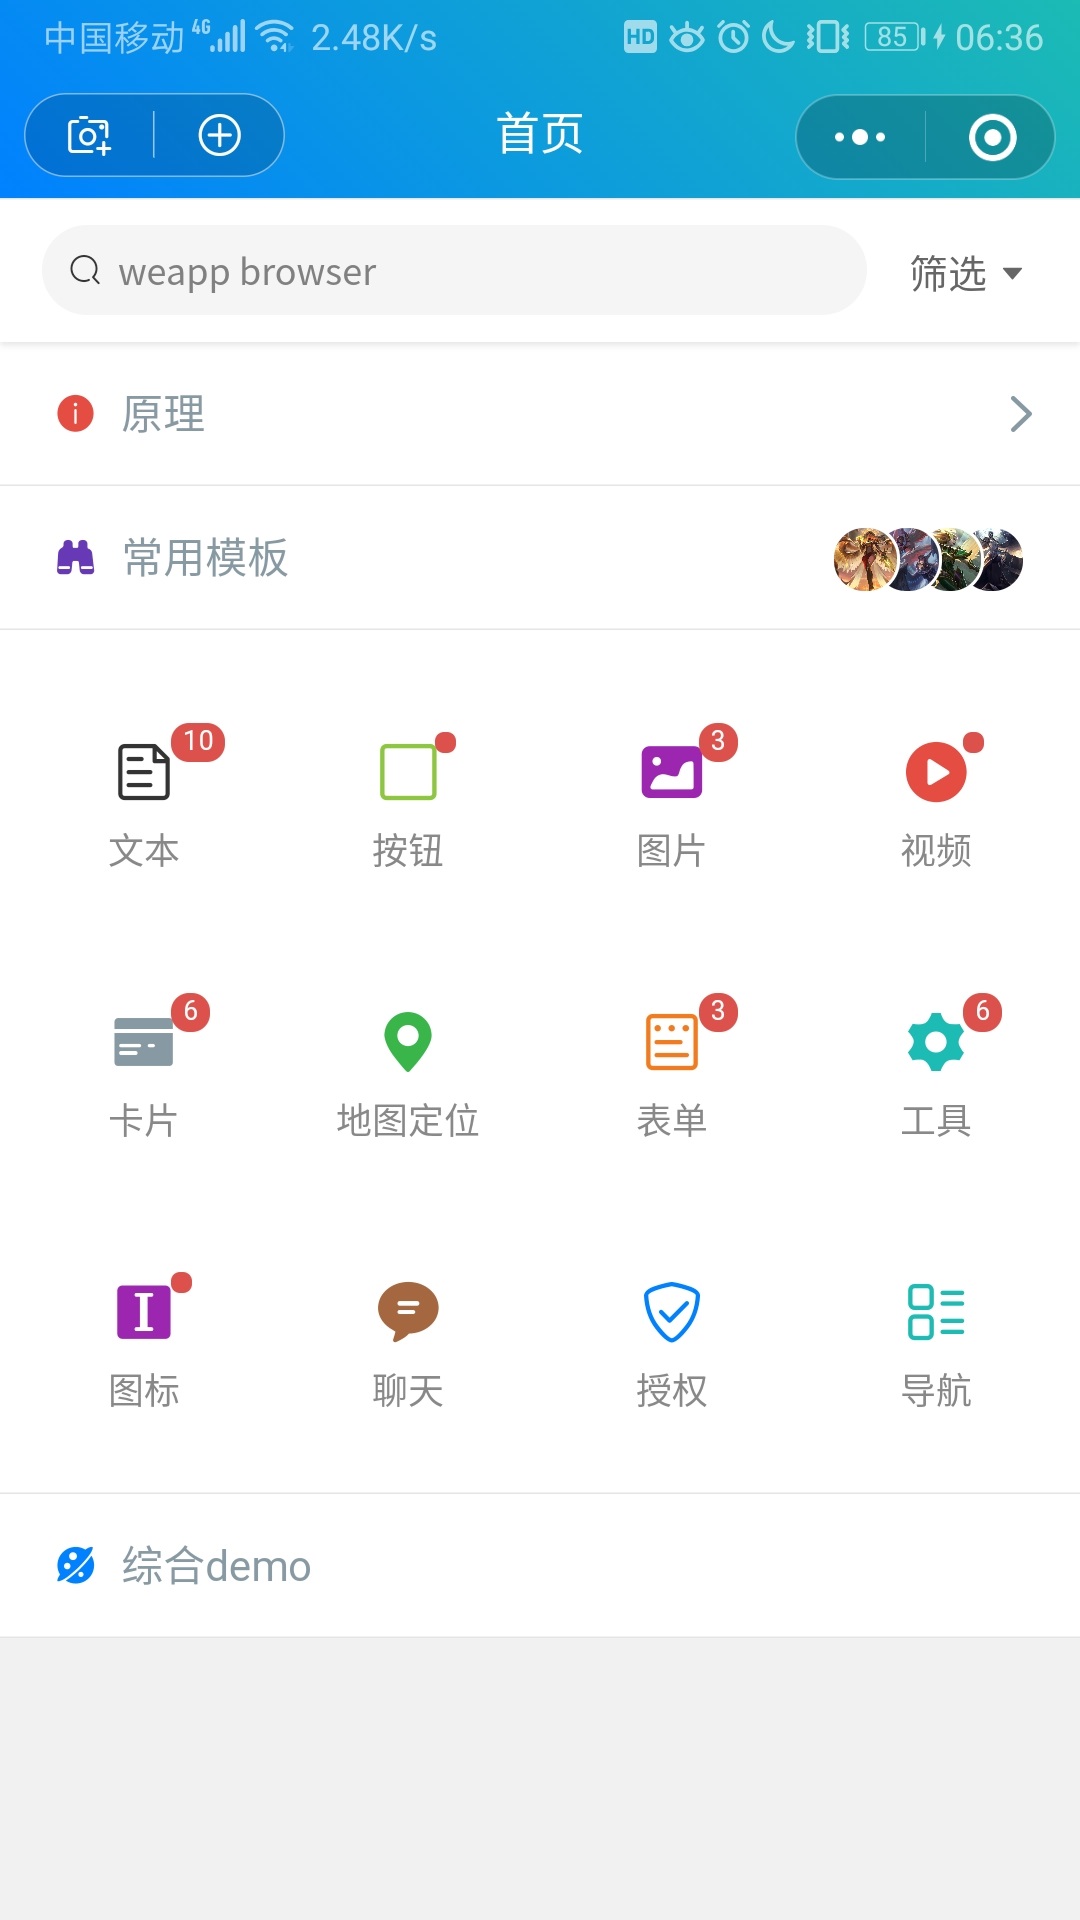 中国移动 4G 2.48K/s HD 85 06:36
首页
weapp browser 筛选
原理
常用模板
10 3
文本 按钮 图片 视频
6 3 6
卡片 地图定位 表单 工具
图标 聊天 授权 导航
综合demo